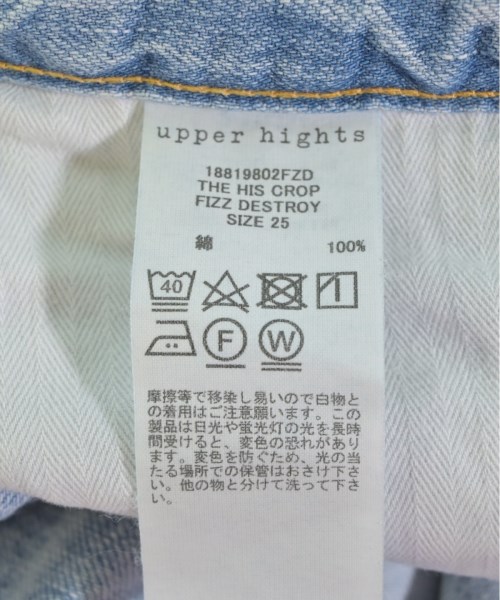 upper hights
18819802FZD
THE HIS CROP
FIZZ DESTROY
SIZE 25
綿 100%
40
F W
摩擦等で移染し易いので白物と
の着用はご注意願います。この
製品は日光や蛍光灯の光を長時
間受けると、変色の恐れがあり
ます。変色を防ぐため、光の当
たる場所での保管はおさけ下さ
い。他の物と分けて洗って下さ
い。